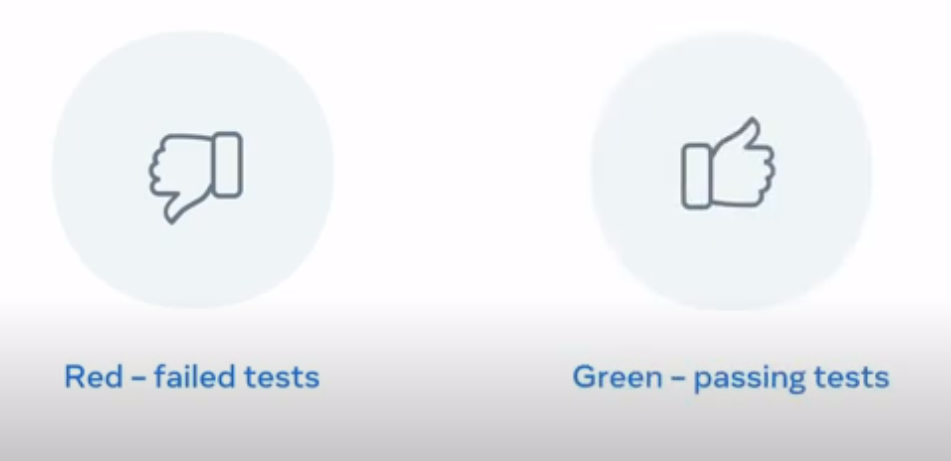 Red – failed tests
Green – passing tests